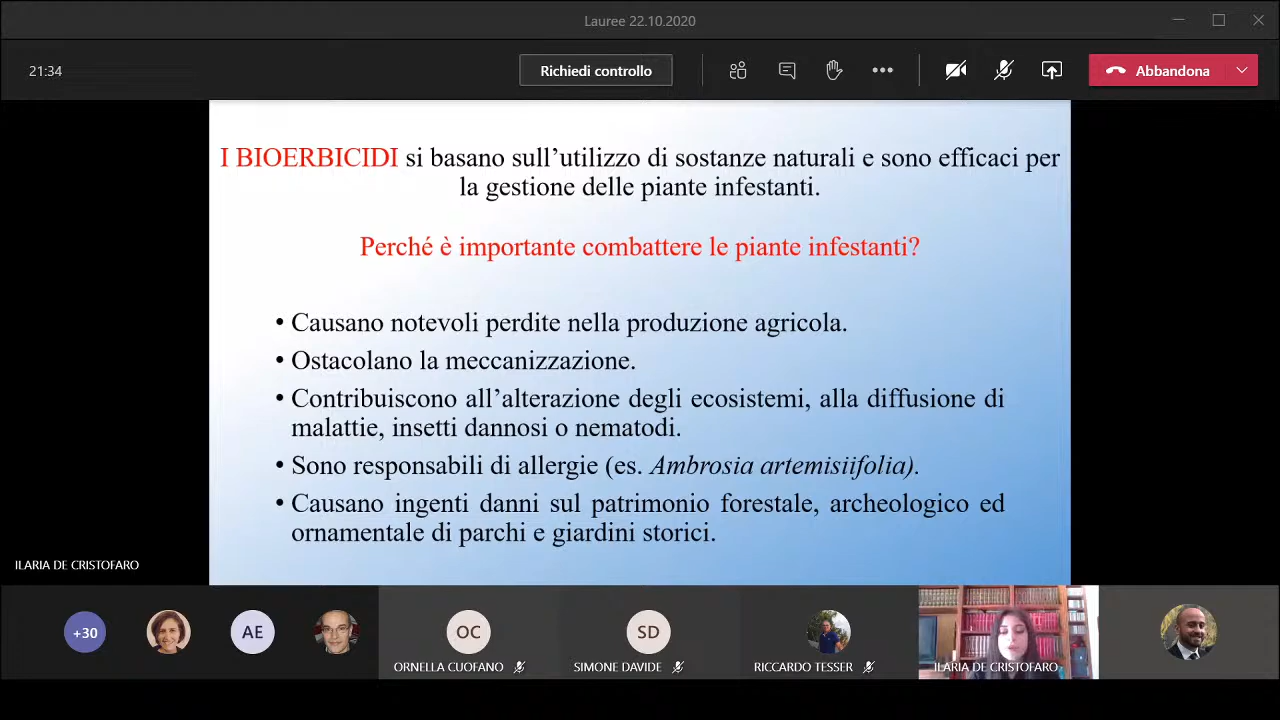 Lauree 22.10.2020
21:34
Richiedi controllo
Abbandona
I BIOERBICIDI si basano sull’utilizzo di sostanze naturali e sono efficaci per
la gestione delle piante infestanti.
Perché è importante combattere le piante infestanti?
• Causano notevoli perdite nella produzione agricola.
• Ostacolano la meccanizzazione.
• Contribuiscono all’alterazione degli ecosistemi, alla diffusione di
malattie, insetti dannosi o nematodi.
• Sono responsabili di allergie (es. Ambrosia artemisiifolia).
• Causano ingenti danni sul patrimonio forestale, archeologico ed
ornamentale di parchi e giardini storici.
ILARIA DE CRISTOFARO
+30
AE
OC
SD
ORNELLA CUOFANO
SIMONE DAVIDE
RICCARDO TESSER
ILARIA DE CRISTOFARO